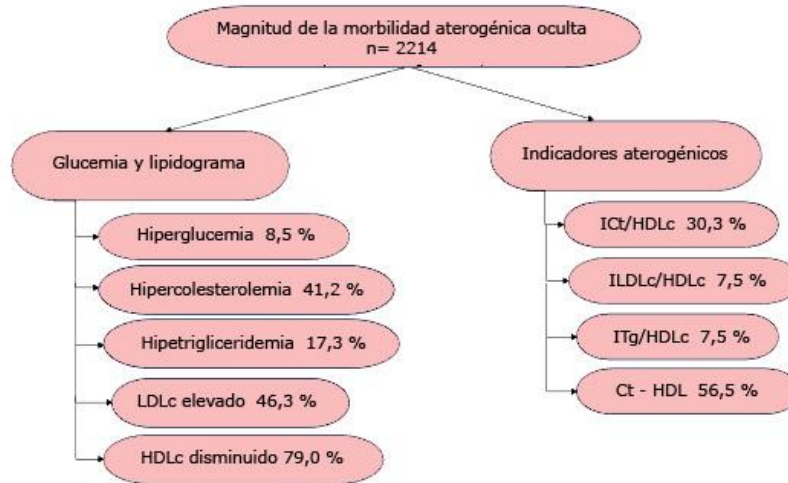 Magnitud de la morbilidad aterogénica oculta
n= 2214
Glucemia y lipidograma
Hiperglucemia 8,5 %
Hipercolesterolemia 41,2 %
Hipetrigliceridemia 17,3 %
LDLc elevado 46,3 %
HDLc disminuido 79,0 %
Indicadores aterogénicos
ICt/HDLc 30,3 %
ILDLc/HDLc 7,5 %
ITg/HDLc 7,5 %
Ct - HDL 56,5 %